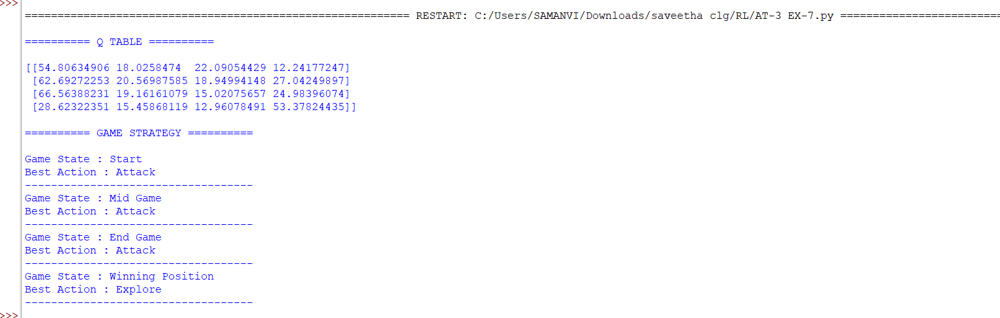 >>>
=========================================================== RESTART: C:/Users/SAMANVI/Downloads/saveetha clg/RL/AT-3 EX-7.py =========================
========== Q TABLE ==========
[[54.80634906 18.0258474  22.09054429 12.24177247]
 [62.69272253 20.56987585 18.94994148 27.04249897]
 [66.56388231 19.16161079 15.02075657 24.98396074]
 [28.62322351 15.45868119 12.96078491 53.37824435]]
========== GAME STRATEGY ==========
Game State : Start
Best Action : Attack
-----------------------------------
Game State : Mid Game
Best Action : Attack
-----------------------------------
Game State : End Game
Best Action : Attack
-----------------------------------
Game State : Winning Position
Best Action : Explore
-----------------------------------
>>>